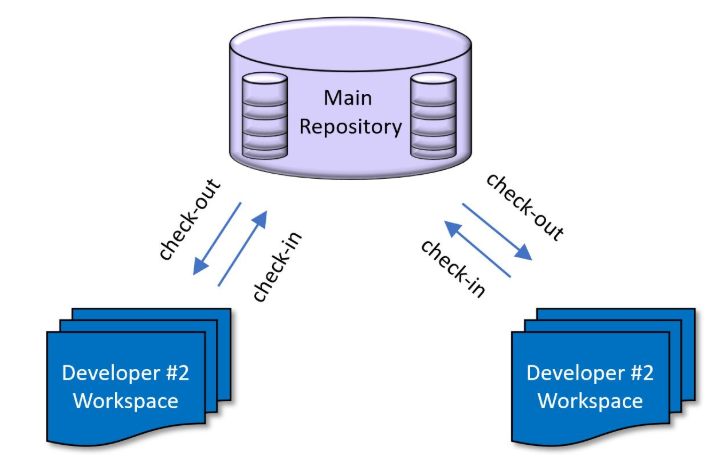 Main
Repository
check-out
check-in
check-out
check-in
Developer #2
Workspace
Developer #2
Workspace